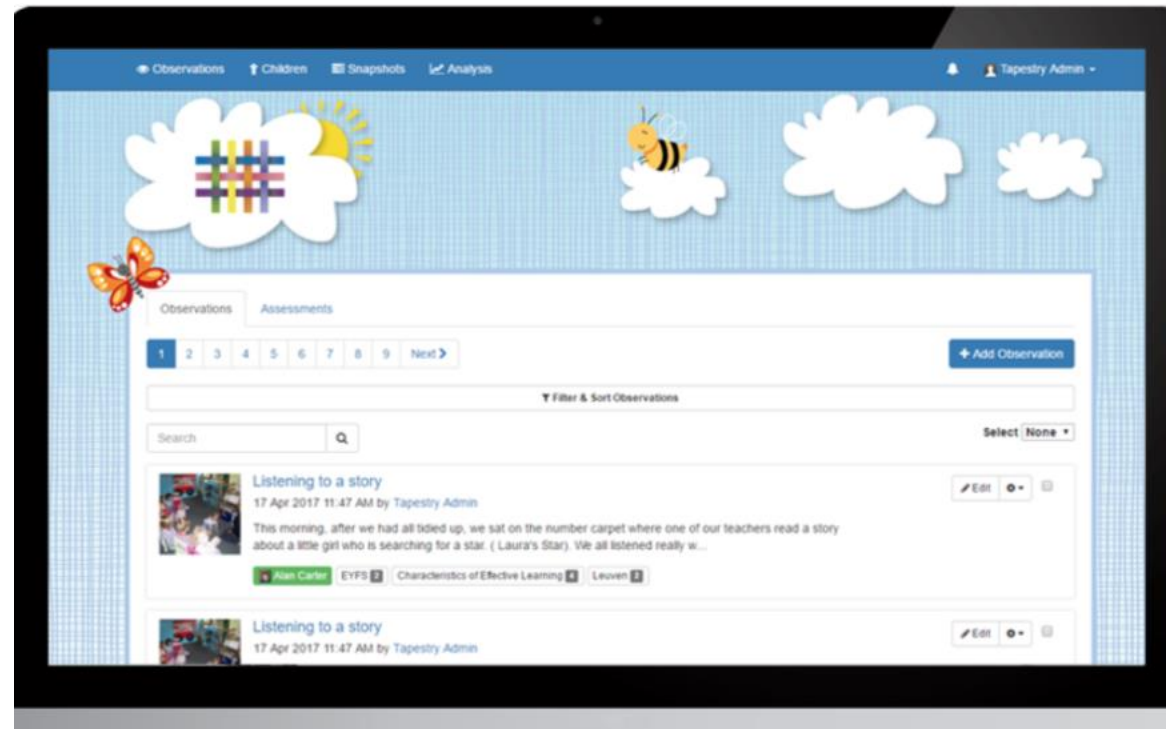 Observations Children Snapshots Analysis Tapestry Admin
Observations Assessments
1 2 3 4 5 6 7 8 9 Next
+ Add Observation
Filter & Sort Observations
Search
Select None
Listening to a story
17 Apr 2017 11:47 AM by Tapestry Admin
Edit
This morning, after we had all tidied up, we sat on the number carpet where one of our teachers read a story
about a little girl who is searching for a star. ( Laura's Star). We all listened really w...
Alan Carter EYFS 2 Characteristics of Effective Learning 4 Leuven 2
Listening to a story
17 Apr 2017 11:47 AM by Tapestry Admin
Edit